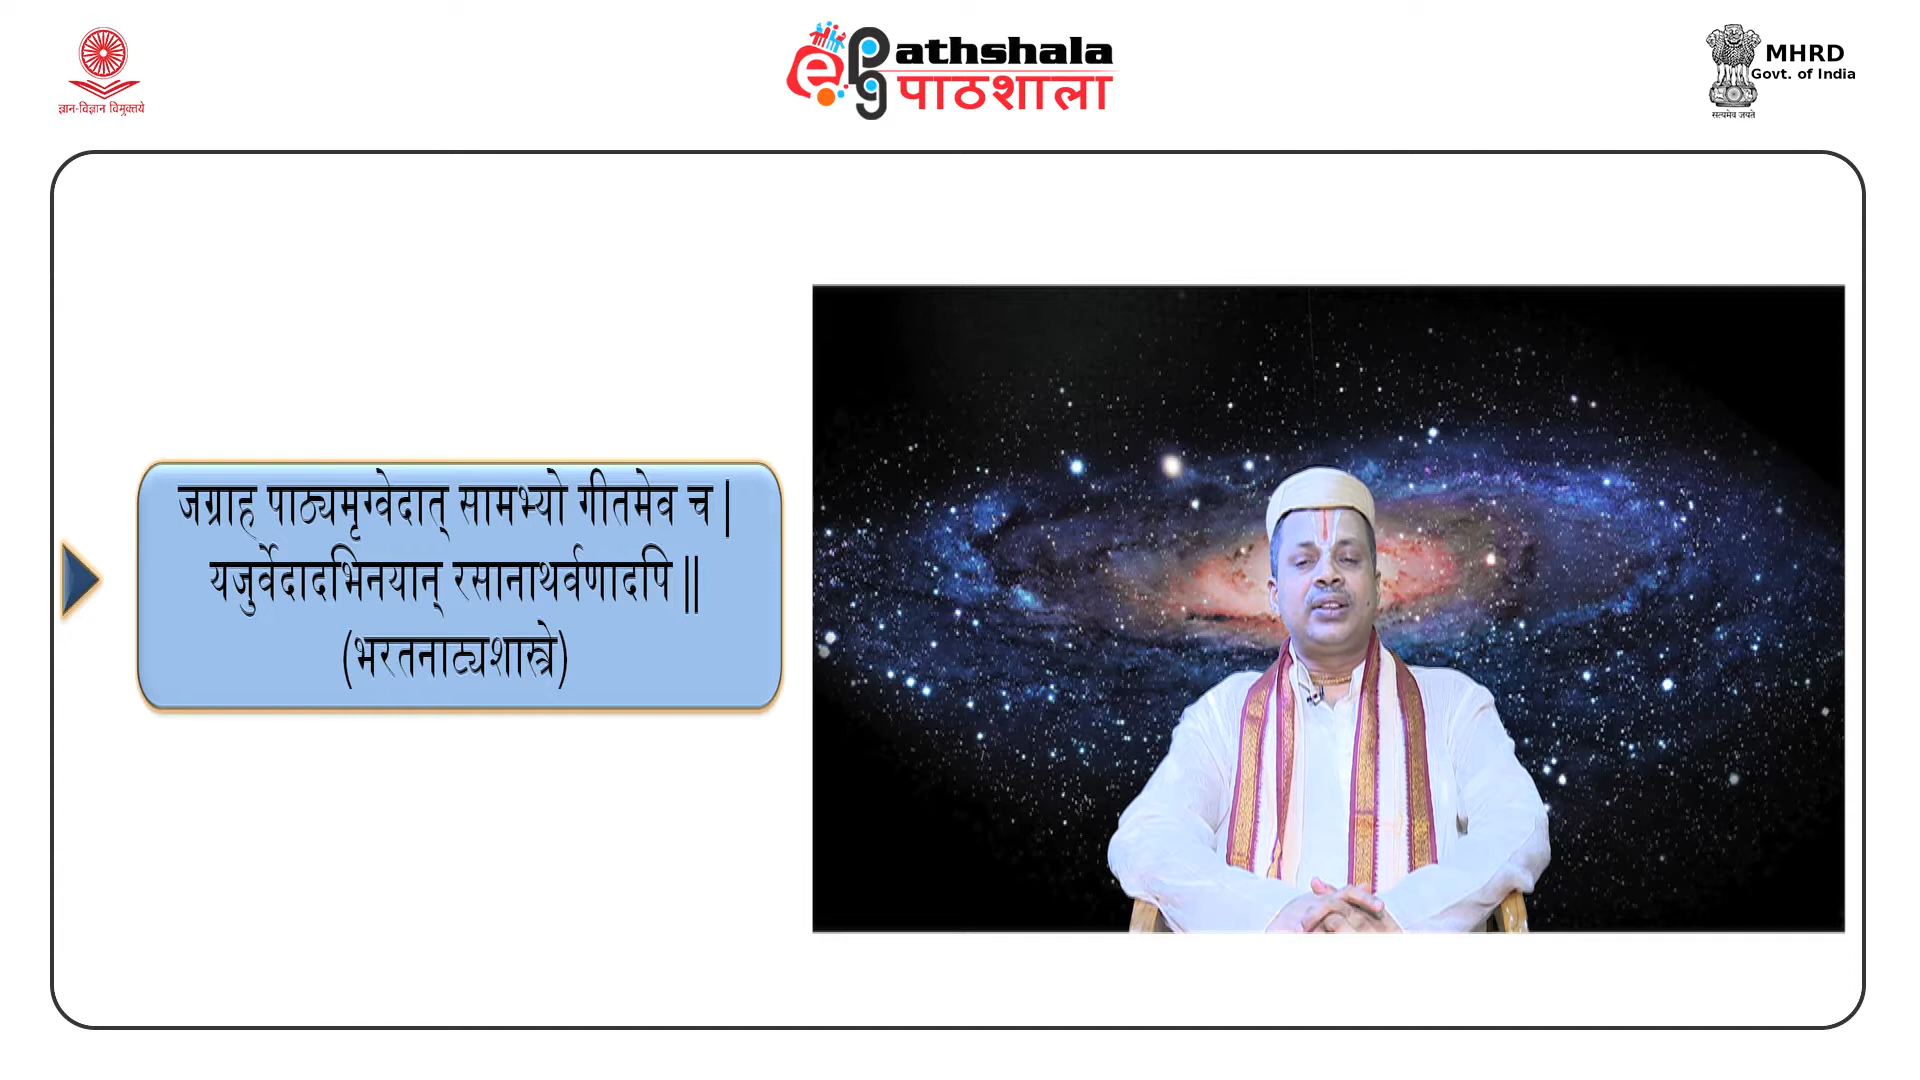 ज्ञान-विज्ञान विमुक्तये
ePathshala
पाठशाला
MHRD
Govt. of India
सत्यमेव जयते
जग्राह पाठ्यमृग्वेदात् सामभ्यो गीतमेव च |
यजुर्वेदादभिनयान् रसानाथर्वणादपि ||
(भरतनाट्यशास्त्रे)